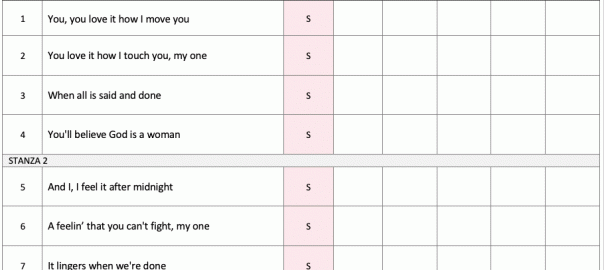 1 You, you love it how I move you S
2 You love it how I touch you, my one S
3 When all is said and done S
4 You'll believe God is a woman S
STANZA 2
5 And I, I feel it after midnight S
6 A feelin' that you can't fight, my one S
7 It lingers when we're done S